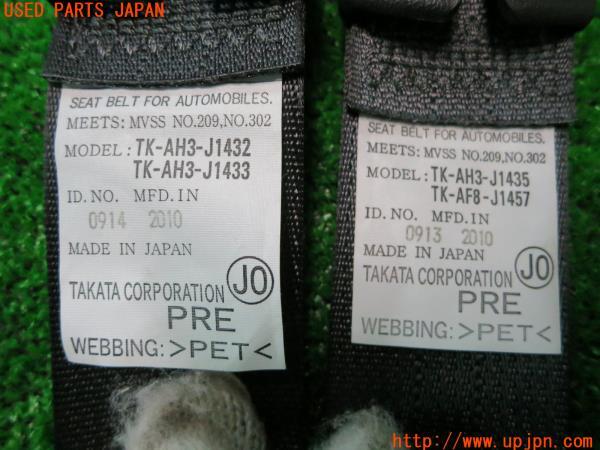 USED PARTS JAPAN
SEAT BELT FOR AUTOMOBILES.
MEETS: MVSS NO.209,NO.302
MODEL: TK-AH3-J1432
TK-AH3-J1433
ID.NO. MFD.IN
0914 2010
MADE IN JAPAN
JO
TAKATA CORPORATION
PRE
WEBBING: >PET<
SEAT BELT FOR AUTOMOBILES.
MEETS: MVSS NO.209,NO.302
MODEL: TK-AH3-J1435
TK-AF8-J1457
ID.NO. MFD.IN
0913 2010
MADE IN JAPAN
JO
TAKATA CORPORATION
PRE
WEBBING: >PET<
http://www.upjpn.com/